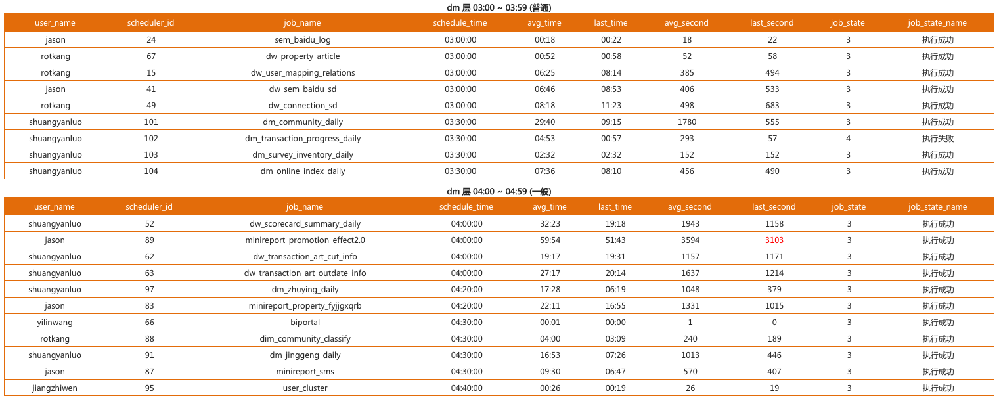 dm 层 03:00 ~ 03:59 (普通)
user_name scheduler_id job_name schedule_time avg_time last_time avg_second last_second job_state job_state_name
jason 24 sem_baidu_log 03:00:00 00:18 00:22 18 22 3 执行成功
rotkang 67 dw_property_article 03:00:00 00:52 00:58 52 58 3 执行成功
rotkang 15 dw_user_mapping_relations 03:00:00 06:25 08:14 385 494 3 执行成功
jason 41 dw_sem_baidu_sd 03:00:00 06:46 08:53 406 533 3 执行成功
rotkang 49 dw_connection_sd 03:00:00 08:18 11:23 498 683 3 执行成功
shuangyanluo 101 dm_community_daily 03:30:00 29:40 09:15 1780 555 3 执行成功
shuangyanluo 102 dm_transaction_progress_daily 03:30:00 04:53 00:57 293 57 4 执行失败
shuangyanluo 103 dm_survey_inventory_daily 03:30:00 02:32 02:32 152 152 3 执行成功
shuangyanluo 104 dm_online_index_daily 03:30:00 07:36 08:10 456 490 3 执行成功
dm 层 04:00 ~ 04:59 (一般)
user_name scheduler_id job_name schedule_time avg_time last_time avg_second last_second job_state job_state_name
shuangyanluo 52 dw_scorecard_summary_daily 04:00:00 32:23 19:18 1943 1158 3 执行成功
jason 89 minireport_promotion_effect2.0 04:00:00 59:54 51:43 3594 3103 3 执行成功
shuangyanluo 62 dw_transaction_art_cut_info 04:00:00 19:17 19:31 1157 1171 3 执行成功
shuangyanluo 63 dw_transaction_art_outdate_info 04:00:00 27:17 20:14 1637 1214 3 执行成功
shuangyanluo 97 dm_zhuying_daily 04:20:00 17:28 06:19 1048 379 3 执行成功
jason 83 minireport_property_fyjjgxqrb 04:20:00 22:11 16:55 1331 1015 3 执行成功
yilinwang 66 biportal 04:30:00 00:01 00:00 1 0 3 执行成功
rotkang 88 dim_community_classify 04:30:00 04:00 03:09 240 189 3 执行成功
shuangyanluo 91 dm_jinggeng_daily 04:30:00 16:53 07:26 1013 446 3 执行成功
jason 87 minireport_sms 04:30:00 09:30 06:47 570 407 3 执行成功
jiangzhiwen 95 user_cluster 04:40:00 00:26 00:19 26 19 3 执行成功